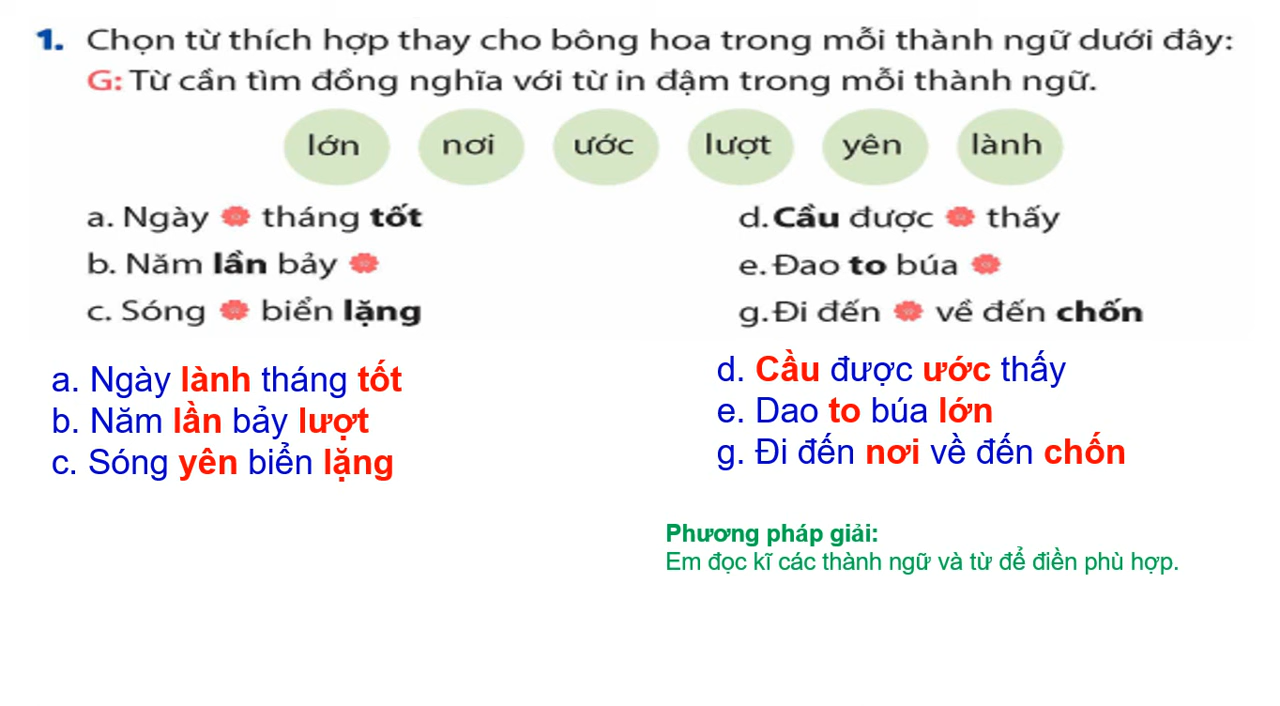 1. Chọn từ thích hợp thay cho bông hoa trong mỗi thành ngữ dưới đây:
G: Từ cần tìm đồng nghĩa với từ in đậm trong mỗi thành ngữ.
lớn nơi ước lượt yên lành
a. Ngày tháng tốt
b. Năm lần bảy
c. Sóng biển lặng
d. Cầu được thấy
e. Đao to búa
g. Đi đến về đến chốn
a. Ngày lành tháng tốt
b. Năm lần bảy lượt
c. Sóng yên biển lặng
d. Cầu được ước thấy
e. Dao to búa lớn
g. Đi đến nơi về đến chốn
Phương pháp giải:
Em đọc kĩ các thành ngữ và từ để điền phù hợp.